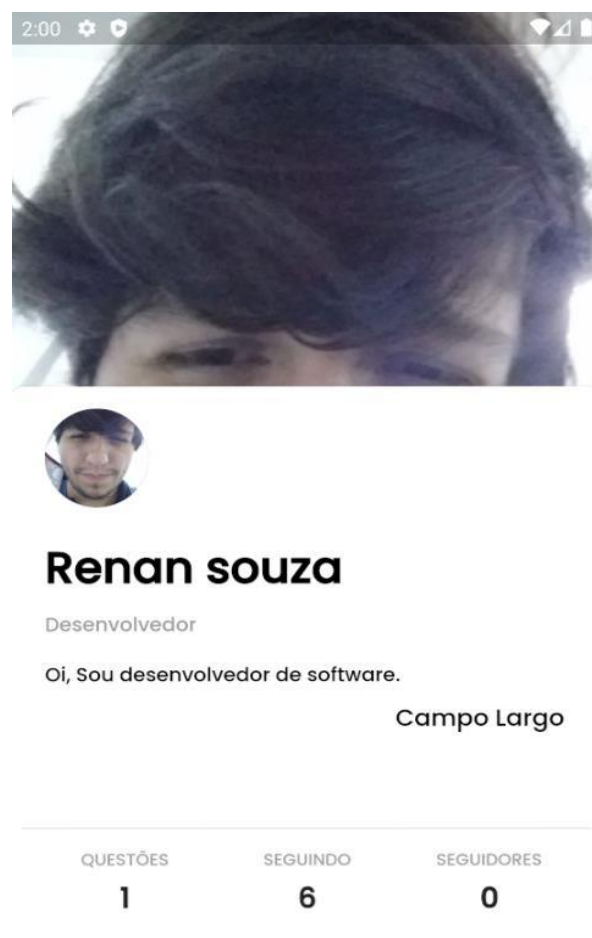 2:00
Renan souza
Desenvolvedor
Oi, Sou desenvolvedor de software.
Campo Largo
QUESTÕES SEGUINDO SEGUIDORES
1 6 0